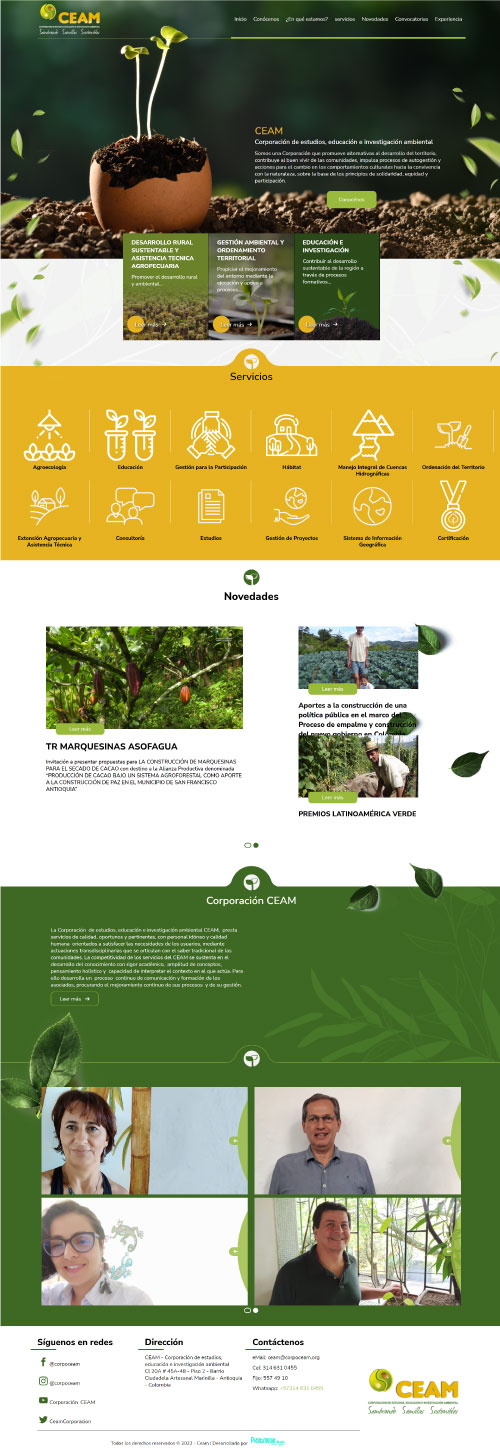 CEAM
CORPORACIÓN DE ESTUDIOS, EDUCACIÓN E INVESTIGACIÓN AMBIENTAL
Sembrando Semillas Sostenibles
Inicio Conócenos ¿En qué estamos? servicios Novedades Convocatorias Experiencia
CEAM
Corporación de estudios, educación e investigación ambiental
Somos una Corporación que promueve alternativas al desarrollo del territorio,
contribuye al buen vivir de las comunidades, impulsa procesos de autogestión y
acciones para el cambio en los comportamientos culturales hacia la convivencia
con la naturaleza, sobre la base de los principios de solidaridad, equidad y
participación.
Conócenos
DESARROLLO RURAL
SUSTENTABLE Y
ASISTENCIA TECNICA
AGROPECUARIA
Promover el desarrollo rural
y ambiental...
Leer más
GESTIÓN AMBIENTAL Y
ORDENAMIENTO
TERRITORIAL
Propiciar el mejoramiento
del entorno mediante la
ejecución y apoyo a
procesos...
Leer más
EDUCACIÓN E
INVESTIGACIÓN
Contribuir al desarrollo
sustentable de la región a
través de procesos
formativos...
Leer más
Servicios
Agroecología
Educación
Gestión para la Participación
Hábitat
Manejo Integral de Cuencas
Hidrográficas
Ordenación del Territorio
Extensión Agropecuaria y
Asistencia Técnica
Consultoría
Estudios
Gestión de Proyectos
Sistema de Información
Geográfica
Certificación
Novedades
Leer más
TR MARQUESINAS ASOFAGUA
Invitación a presentar propuestas para LA CONSTRUCCIÓN DE MARQUESINAS
PARA EL SECADO DE CACAO con destino a la Alianza Productiva denominada
"PRODUCCIÓN DE CACAO BAJO UN SISTEMA AGROFORESTAL COMO APORTE
A LA CONSTRUCCIÓN DE PAZ EN EL MUNICIPIO DE SAN FRANCISCO
ANTIOQUIA"
Leer más
Aportes a la construcción de una
política pública en el marco del
Proceso de empalme y construcción
del nuevo gobierno en Colombia
Leer más
PREMIOS LATINOAMÉRICA VERDE
Corporación CEAM
La Corporación de estudios, educación e investigación ambiental CEAM, presta
servicios de calidad, oportunos y pertinentes, con personal idóneo y calidad
humana orientados a satisfacer las necesidades de los usuarios, mediante
actuaciones transdisciplinarias que se articulan con el saber tradicional de las
comunidades. La competitividad de los servicios del CEAM se sustenta en el
desarrollo del conocimiento con rigor académico, amplitud de conceptos,
pensamiento holístico y capacidad de interpretar el contexto en el que actúa. Para
ello desarrolla un proceso continuo de comunicación y formación de los
asociados, procurando el mejoramiento continuo de sus procesos y de su gestión.
Leer más
Síguenos en redes
@corpoceam
@corpoceam
Corporación CEAM
CeamCorporacion
Dirección
CEAM - Corporación de estudios,
educación e investigación ambiental
Cl 20A # 45A-48 - Piso 2 - Barrio
Ciudadela Artesanal Marinilla - Antioquia
- Colombia
Contáctenos
eMail: ceam@corpoceam.org
Cel: 314 631 0455
Fijo: 557 49 10
Whatsapp: +57314 631 0455
CEAM
CORPORACIÓN DE ESTUDIOS, EDUCACIÓN E INVESTIGACIÓN AMBIENTAL
Sembrando Semillas Sostenibles
Todos los derechos reservados © 2022 - Ceam | Desarrollado por